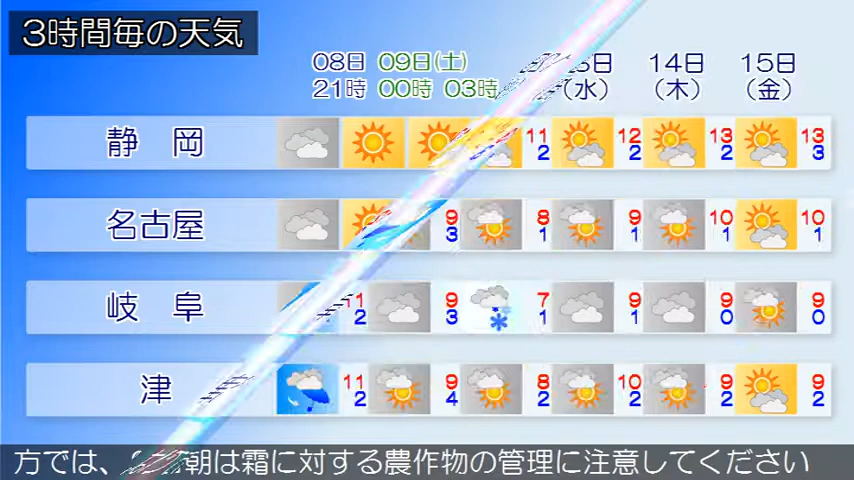 3時間毎の天気
08日 09日(土) 日 14日 15日
21時 00時 03時 (水) (木) (金)
静 岡 11 2 12 2 13 2 13 3
名古屋 9 3 8 1 9 1 10 1 10 1
岐 阜 11 2 9 3 7 1 9 1 9 0 9 0
津 11 2 9 4 8 2 10 2 9 2 9 2
方では、 朝は霜に対する農作物の管理に注意してください